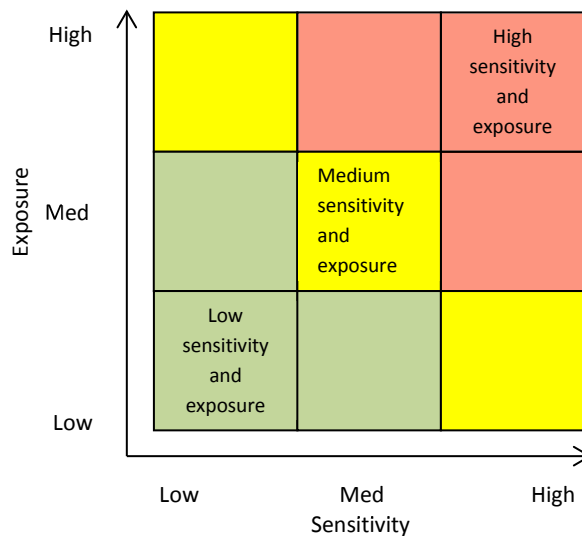 High
High
sensitivity
and
exposure
Exposure
Med
Medium
sensitivity
and
exposure
Low
sensitivity
and
exposure
Low
Low
Med
High
Sensitivity